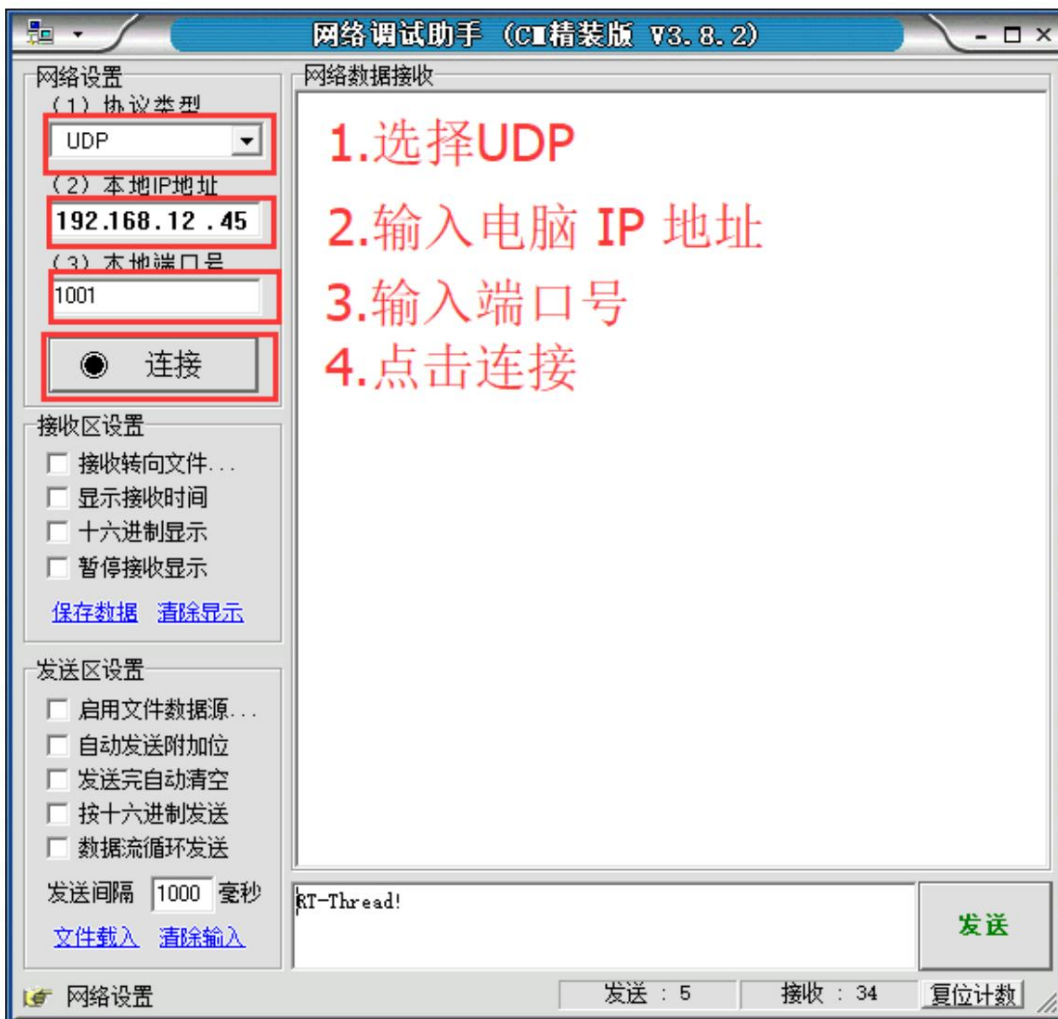 网络调试助手 (CⅢ精装版 V3.8.2)
网络设置
(1) 协议类型
UDP
(2) 本地IP地址
192.168.12 .45
(3) 本地端口号
1001
连接
接收区设置
接收转向文件...
显示接收时间
十六进制显示
暂停接收显示
保存数据 清除显示
发送区设置
启用文件数据源...
自动发送附加位
发送完自动清空
按十六进制发送
数据流循环发送
发送间隔 1000 毫秒
文件载入 清除输入
网络数据接收
1.选择UDP
2.输入电脑 IP 地址
3.输入端口号
4.点击连接
RT-Thread!
发送
网络设置
发送 : 5
接收 : 34
复位计数